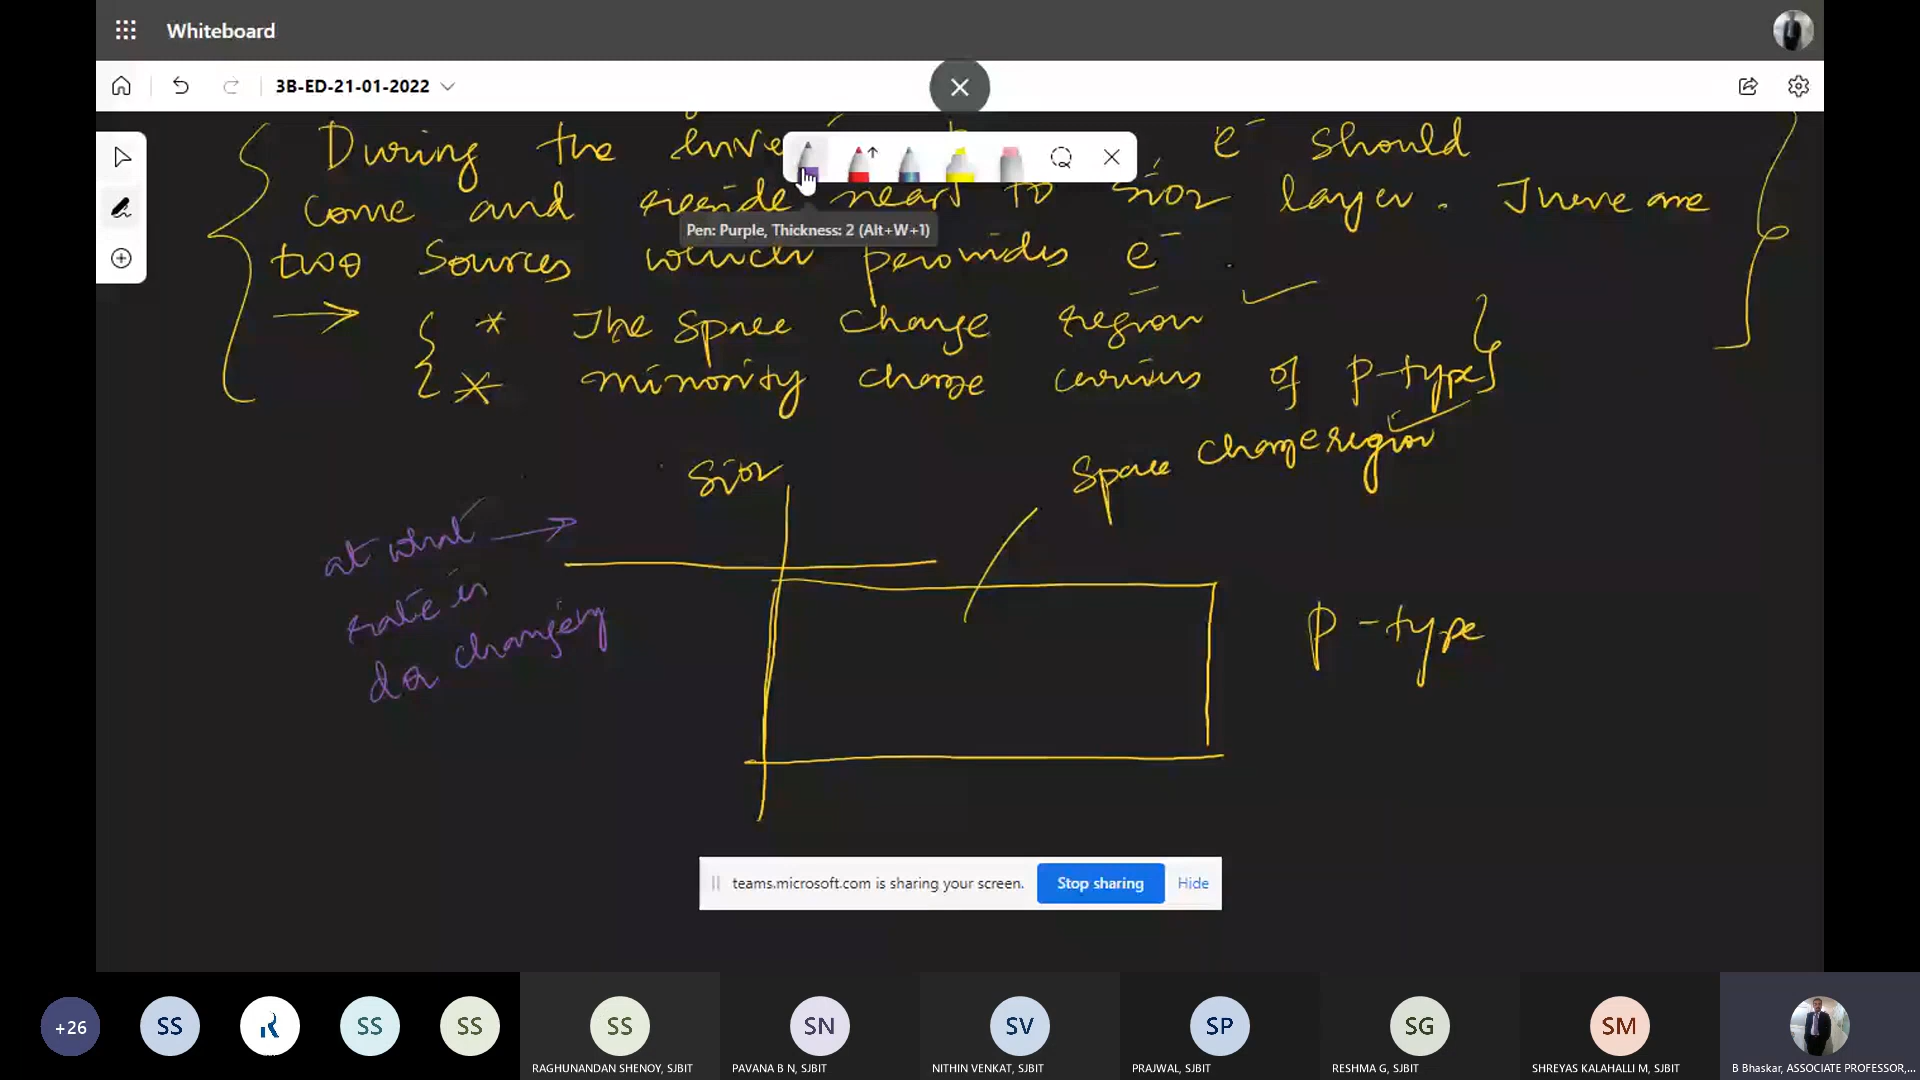 Whiteboard
3B-ED-21-01-2022
During the inve e⁻ should
Come and reside near to Sio2 layer. There are
Pen: Purple, Thickness: 2 (Alt+W+1)
two Sources which perovides e⁻.
→ { * The Space Charge region ✓ }
{ * minority charge carriers of P-type }
Sio2
Space Charge region
at what →
rate is
changing
P-type
teams.microsoft.com is sharing your screen. Stop sharing Hide
+26 SS SS SS SS SN SV SP SG SM
RAGHUNANDAN SHENOY, SJBIT PAVANA B N, SJBIT NITHIN VENKAT, SJBIT PRAJWAL, SJBIT RESHMA G, SJBIT SHREYAS KALAHALLI M, SJBIT B Bhaskar, ASSOCIATE PROFESSOR,...